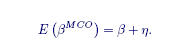 E (β^{MCO}) = β + η.